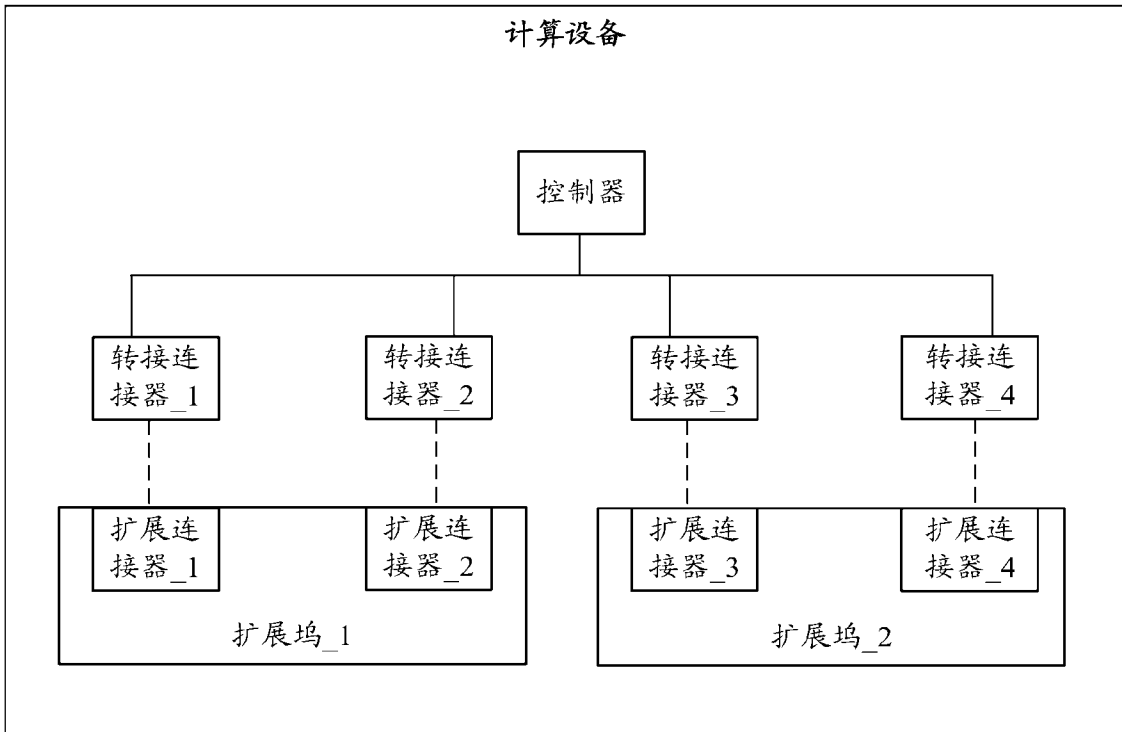 计算设备
控制器
转接连
接器_1
转接连
接器_2
转接连
接器_3
转接连
接器_4
扩展连
接器_1
扩展连
接器_2
扩展连
接器_3
扩展连
接器_4
扩展坞_1
扩展坞_2